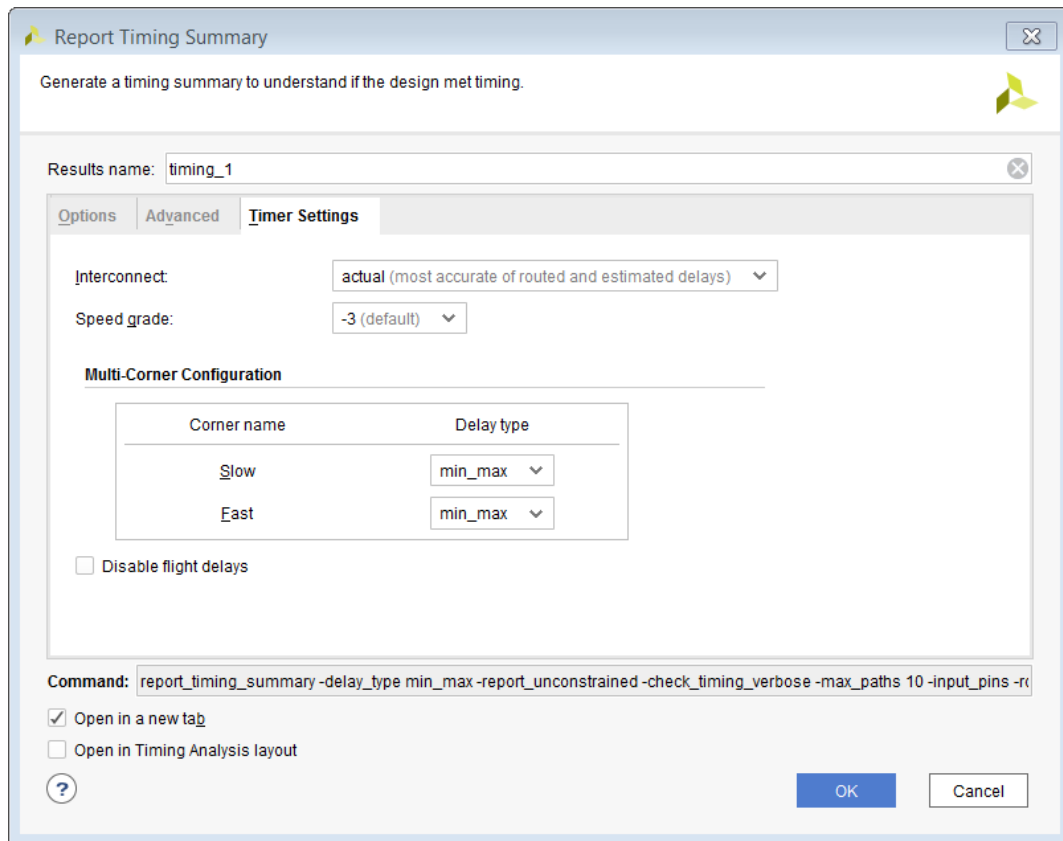 Report Timing Summary
Generate a timing summary to understand if the design met timing.
Results name: timing_1
Options Advanced Timer Settings
Interconnect: actual (most accurate of routed and estimated delays)
Speed grade: -3 (default)
Multi-Corner Configuration
Corner name Delay type
Slow min_max
Fast min_max
Disable flight delays
Command: report_timing_summary -delay_type min_max -report_unconstrained -check_timing_verbose -max_paths 10 -input_pins
Open in a new tab
Open in Timing Analysis layout
? OK Cancel